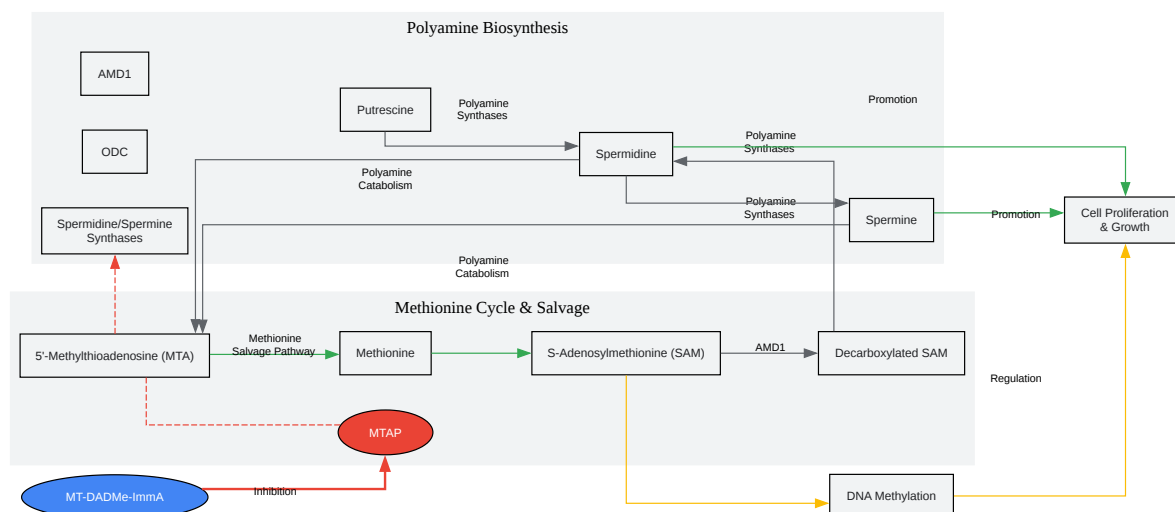 Polyamine Biosynthesis
AMD1
Putrescine
Polyamine
Synthases
Promotion
ODC
Spermidine
Polyamine
Synthases
Polyamine
Catabolism
Spermidine/Spermine
Synthases
Polyamine
Synthases
Spermine
Promotion
Cell Proliferation
& Growth
Polyamine
Catabolism
Methionine Cycle & Salvage
5'-Methylthioadenosine (MTA)
Methionine
Salvage Pathway
Methionine
S-Adenosylmethionine (SAM)
AMD1
Decarboxylated SAM
Regulation
MTAP
MT-DADMe-ImmA
Inhibition
DNA Methylation